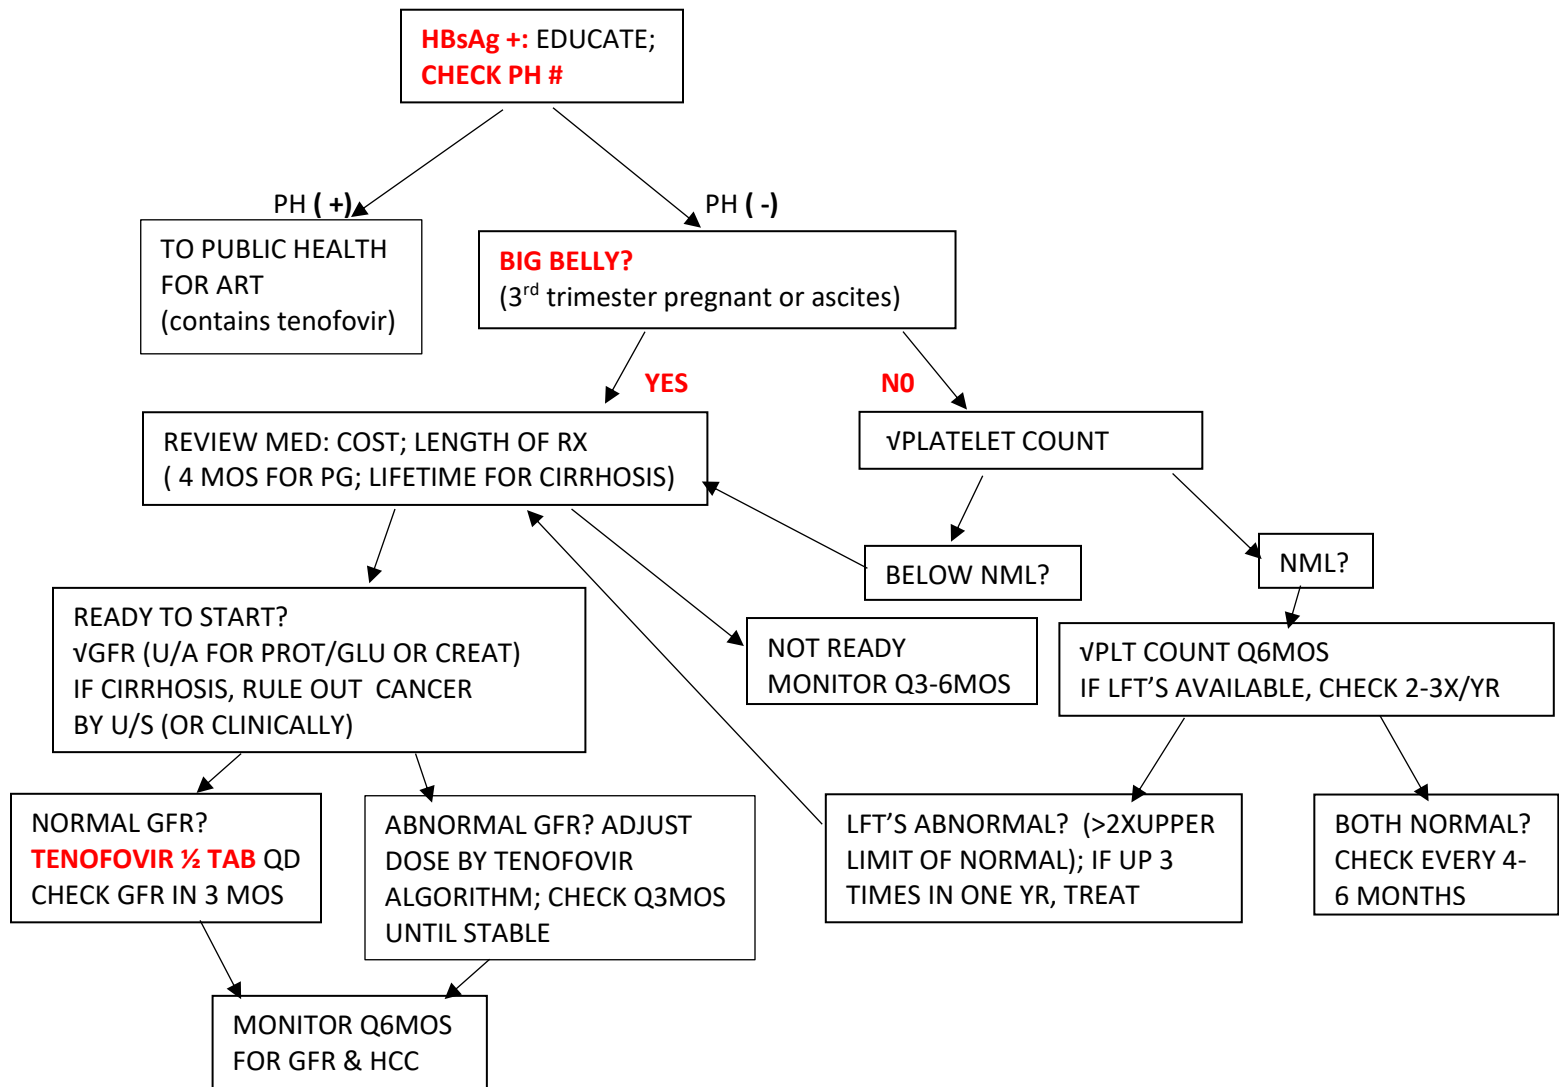 HBsAg +: EDUCATE;
CHECK PH #
PH ( +)
PH ( -)
TO PUBLIC HEALTH
FOR ART
(contains tenofovir)
BIG BELLY?
(3rd trimester pregnant or ascites)
YES
N0
REVIEW MED: COST; LENGTH OF RX
( 4 MOS FOR PG; LIFETIME FOR CIRRHOSIS)
√PLATELET COUNT
BELOW NML?
NML?
READY TO START?
√GFR (U/A FOR PROT/GLU OR CREAT)
IF CIRRHOSIS, RULE OUT CANCER
BY U/S (OR CLINICALLY)
NOT READY
MONITOR Q3-6MOS
√PLT COUNT Q6MOS
IF LFT’S AVAILABLE, CHECK 2-3X/YR
NORMAL GFR?
TENOFOVIR ½ TAB QD
CHECK GFR IN 3 MOS
ABNORMAL GFR? ADJUST
DOSE BY TENOFOVIR
ALGORITHM; CHECK Q3MOS
UNTIL STABLE
LFT’S ABNORMAL? (>2XUPPER
LIMIT OF NORMAL); IF UP 3
TIMES IN ONE YR, TREAT
BOTH NORMAL?
CHECK EVERY 4-
6 MONTHS
MONITOR Q6MOS
FOR GFR & HCC